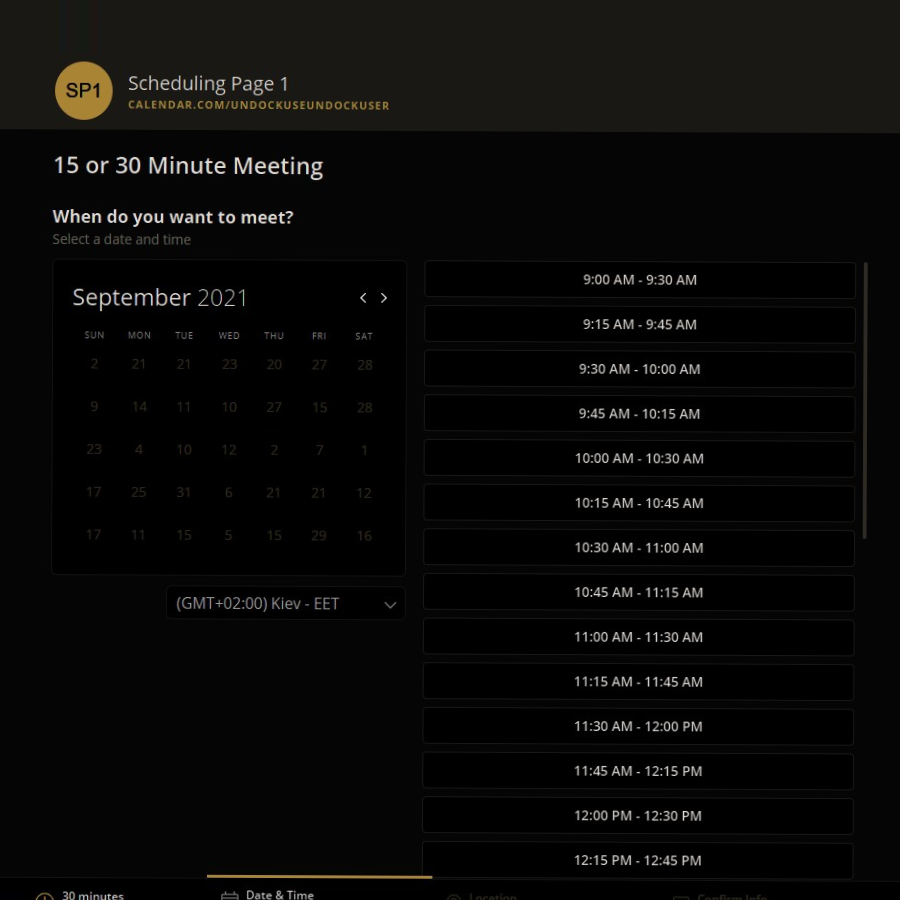 SP1
Scheduling Page 1
CALENDAR.COM/UNDOCKUSEUNDOCKUSER
15 or 30 Minute Meeting
When do you want to meet?
Select a date and time
September 2021
SUN MON TUE WED THU FRI SAT
2 21 21 23 20 27 28
9 14 11 10 27 15 28
23 4 10 12 2 7 1
17 25 31 6 21 21 12
17 11 15 5 15 29 16
(GMT+02:00) Kiev - EET
9:00 AM - 9:30 AM
9:15 AM - 9:45 AM
9:30 AM - 10:00 AM
9:45 AM - 10:15 AM
10:00 AM - 10:30 AM
10:15 AM - 10:45 AM
10:30 AM - 11:00 AM
10:45 AM - 11:15 AM
11:00 AM - 11:30 AM
11:15 AM - 11:45 AM
11:30 AM - 12:00 PM
11:45 AM - 12:15 PM
12:00 PM - 12:30 PM
12:15 PM - 12:45 PM
30 minutes
Date & Time
Location
Confirm Info